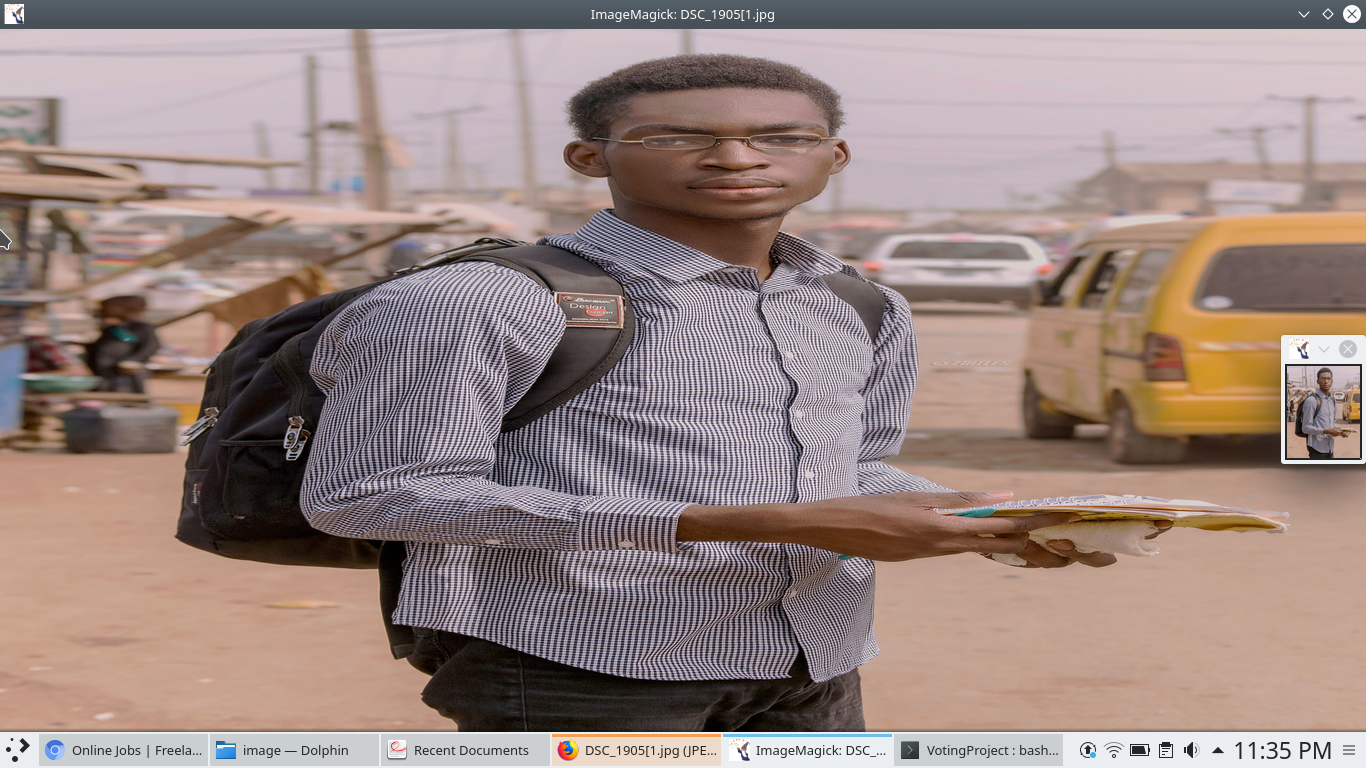 ImageMagick: DSC_1905[1.jpg
Design
Concept
Online Jobs | Freela...
image — Dolphin
Recent Documents
DSC_1905[1.jpg (JPE...
ImageMagick: DSC_...
VotingProject : bash...
11:35 PM